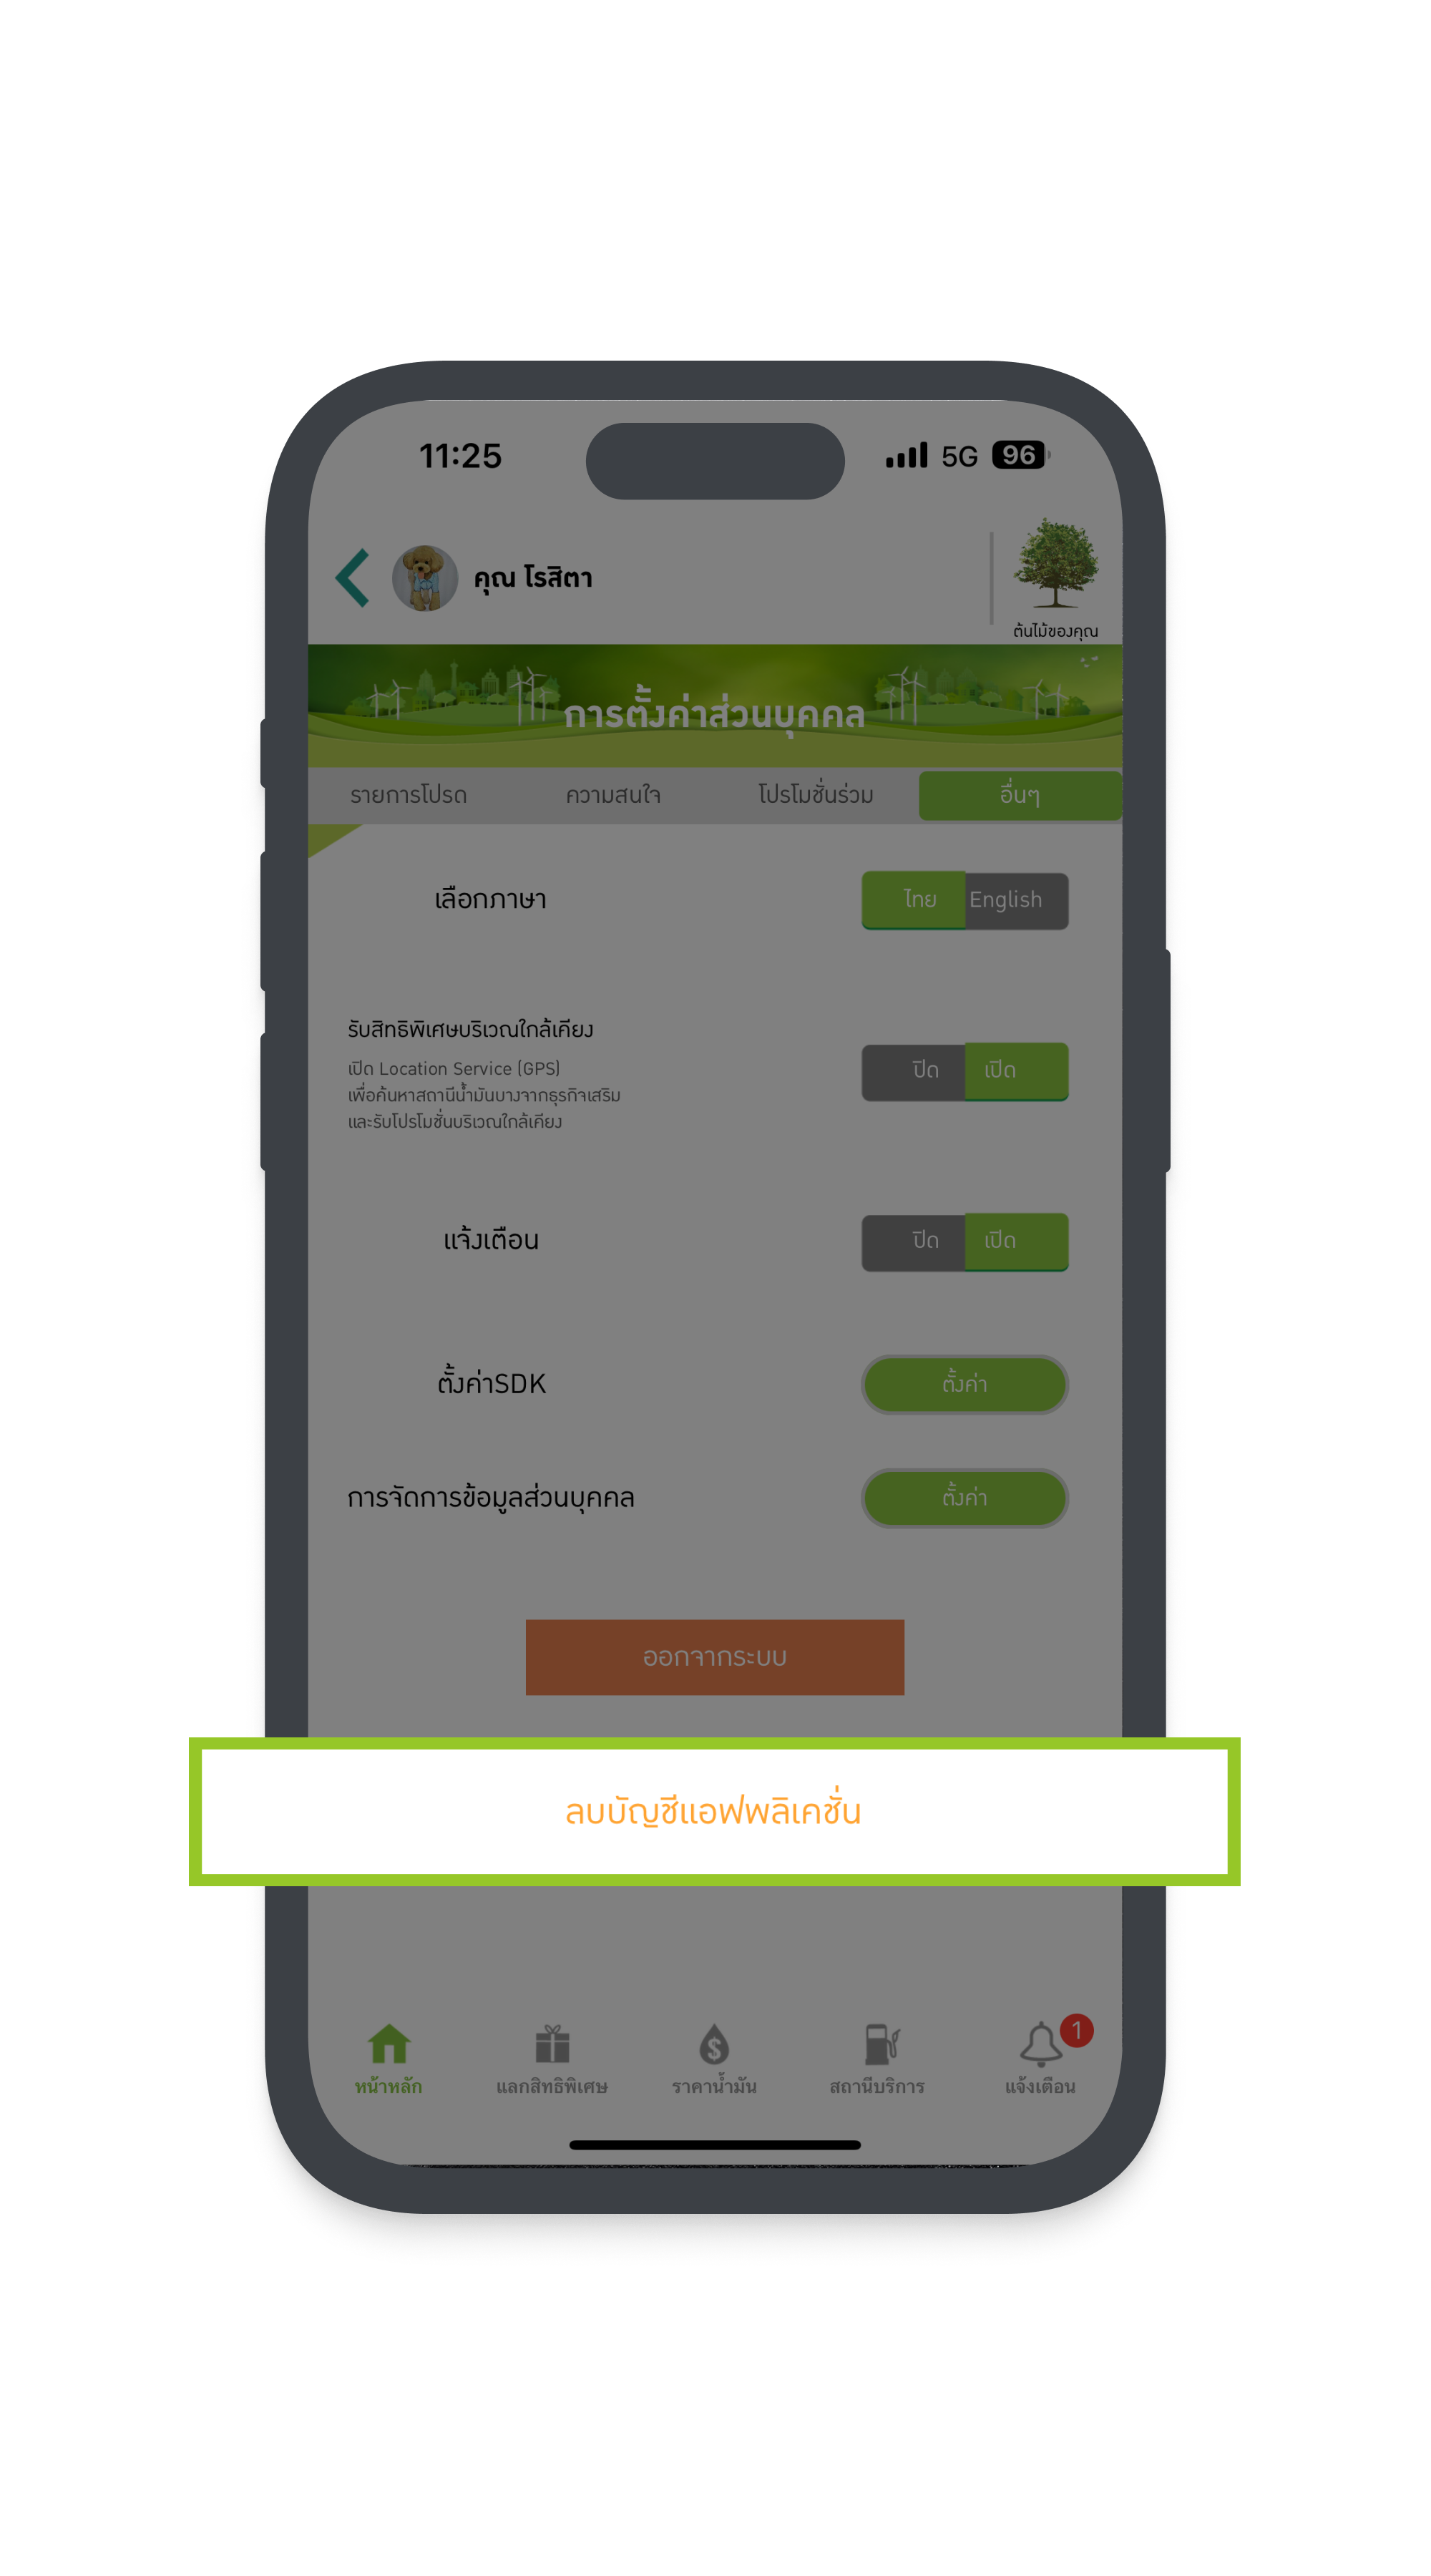 11:25 5G 96
คุณ โรสิตา
ต้นไม้ของคุณ
การตั้งค่าส่วนบุคคล
รายการโปรด ความสนใจ โปรโมชั่นร่วม อื่นๆ
เลือกภาษา ไทย English
รับสิทธิพิเศษบริเวณใกล้เคียง
เปิด Location Service (GPS)
เพื่อค้นหาสถานีน้ำมันบางจากธุรกิจเสริม
และรับโปรโมชั่นบริเวณใกล้เคียง
ปิด เปิด
แจ้งเตือน ปิด เปิด
ตั้งค่าSDK ตั้งค่า
การจัดการข้อมูลส่วนบุคคล ตั้งค่า
ออกจากระบบ
ลบบัญชีแอฟพลิเคชั่น
1
หน้าหลัก แลกสิทธิพิเศษ ราคาน้ำมัน สถานีบริการ แจ้งเตือน